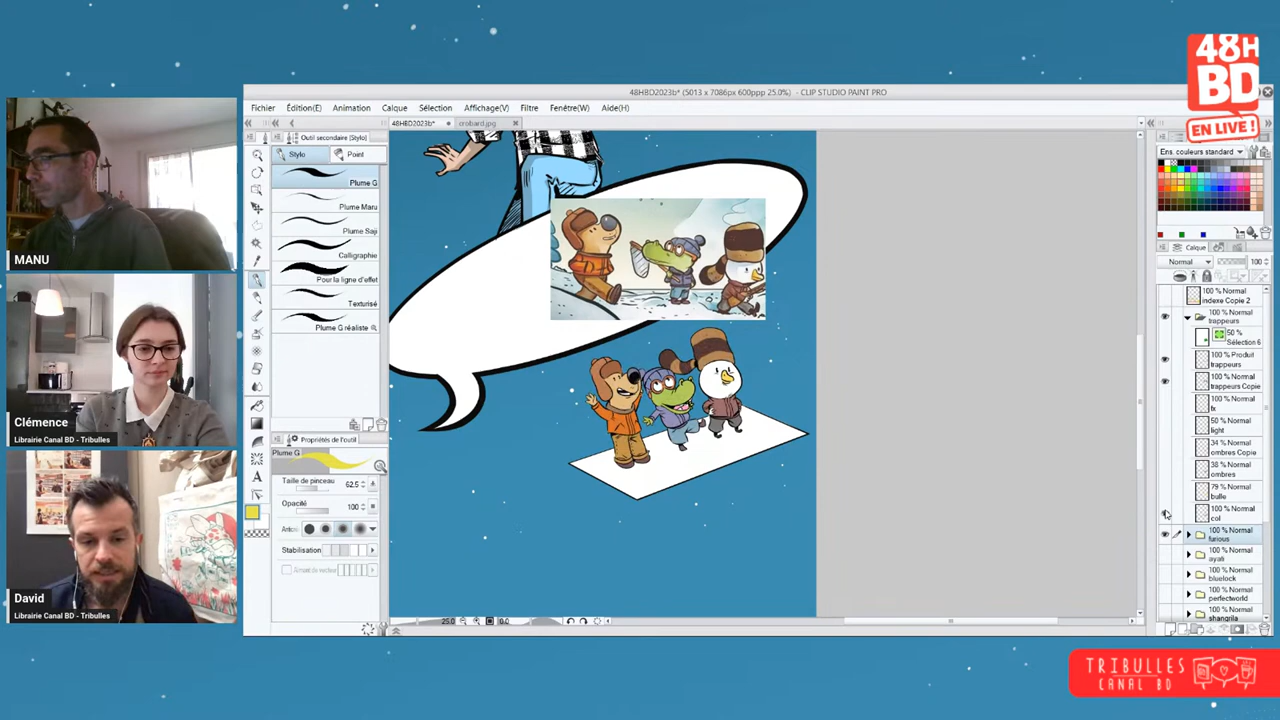 48H
BD
EN LIVE !
48HBD2023b* (5013 x 7086px 600ppp 25.0%) - CLIP STUDIO PAINT PRO
Fichier Édition(E) Animation Calque Sélection Affichage(V) Filtre Fenêtre(W) Aide(H)
48HBD2023b* crobard.jpg
Outil secondaire [Stylo]
Stylo Point
Plume G
Plume Maru
Plume Saji
Calligraphie
Pour la ligne d'effet
Texturisé
Plume G réaliste
Propriétés de l'outil
Plume G
Taille de pinceau 62.5
Opacité 100
Stabilisation
25.0 0.0
Ens. couleurs standard
Calque
Normal 100
100 % Normal
indexe Copie 2
100 % Normal
trappeurs
50 %
Sélection 6
100 % Produit
trappeurs
100 % Normal
trappeurs Copie
100 % Normal
fx
50 % Normal
light
34 % Normal
ombres Copie
38 % Normal
ombres
79 % Normal
bulle
100 % Normal
col
100 % Normal
furious
100 % Normal
ayati
100 % Normal
bluelock
100 % Normal
perfectworld
100 % Normal
shangrila
MANU
Clémence
Librairie Canal BD - Tribulles
David
Librairie Canal BD - Tribulles
TRIBULLES
CANAL BD